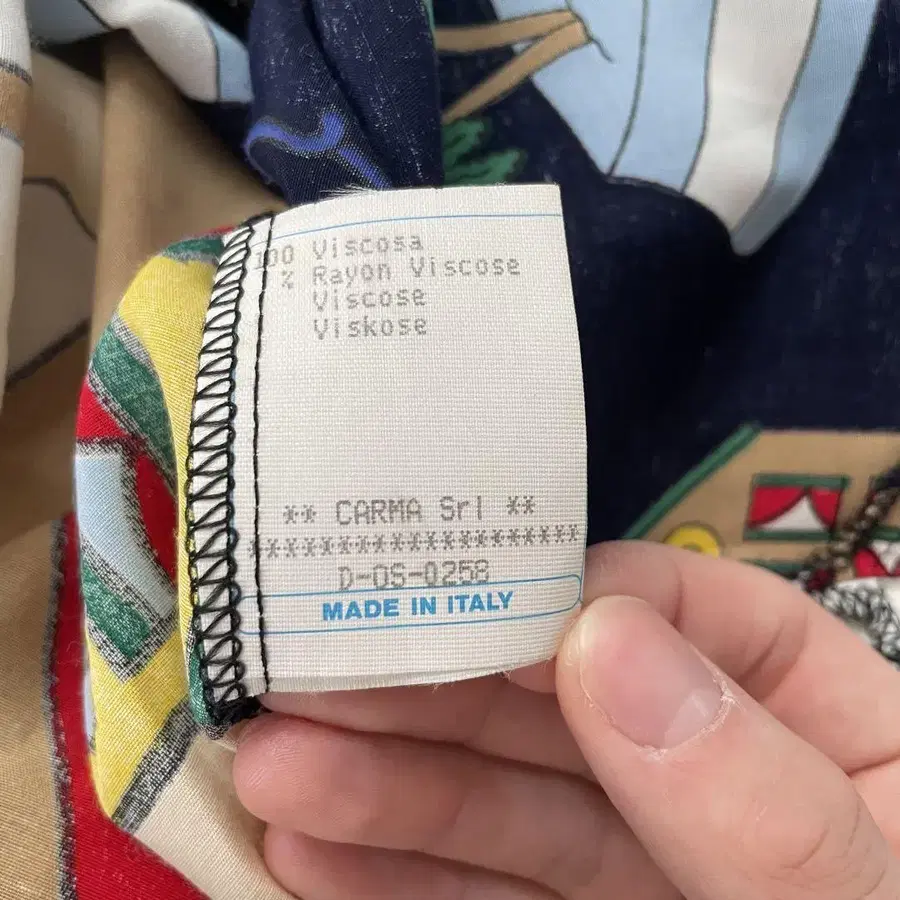 100 Viscosa
% Rayon Viscose
Viscose
Viskose
** CARMA Srl **
*******************
D-OS-0258
MADE IN ITALY